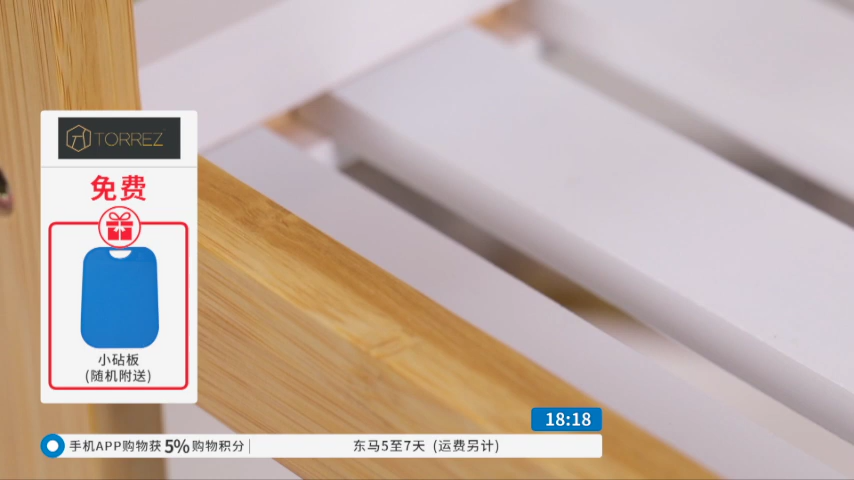 TORREZ
免费
小砧板
(随机附送)
18:18
手机APP购物获5%购物积分
东马5至7天 (运费另计)